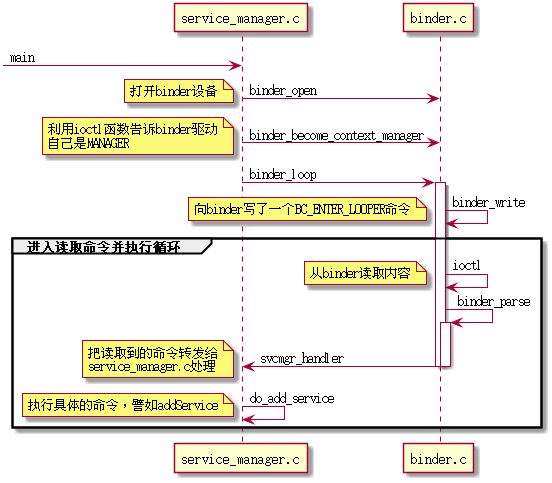 service_manager.c
binder.c
main
打开binder设备
binder_open
利用ioctl函数告诉binder驱动
自己是MANAGER
binder_become_context_manager
binder_loop
向binder写了一个BC_ENTER_LOOPER命令
binder_write
进入读取命令并执行循环
从binder读取内容
ioctl
binder_parse
把读取到的命令转发给
service_manager.c处理
svcmgr_handler
执行具体的命令，譬如addService
do_add_service
service_manager.c
binder.c